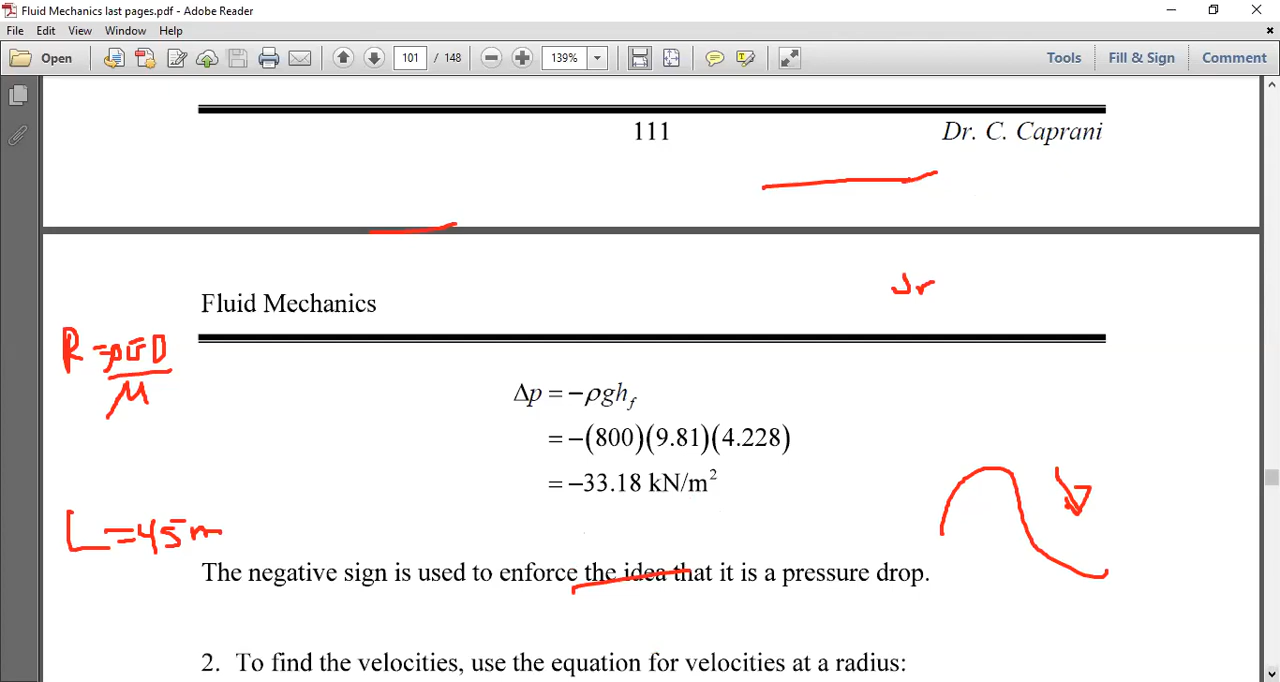 Fluid Mechanics last pages.pdf - Adobe Reader
File Edit View Window Help
Open 101 / 148 139% Tools Fill & Sign Comment
111 Dr. C. Caprani
Fluid Mechanics
R = ρυD
μ
Δp = −ρgh_f
= −(800)(9.81)(4.228)
= −33.18 kN/m²
L = 45m
The negative sign is used to enforce the idea that it is a pressure drop.
2. To find the velocities, use the equation for velocities at a radius: